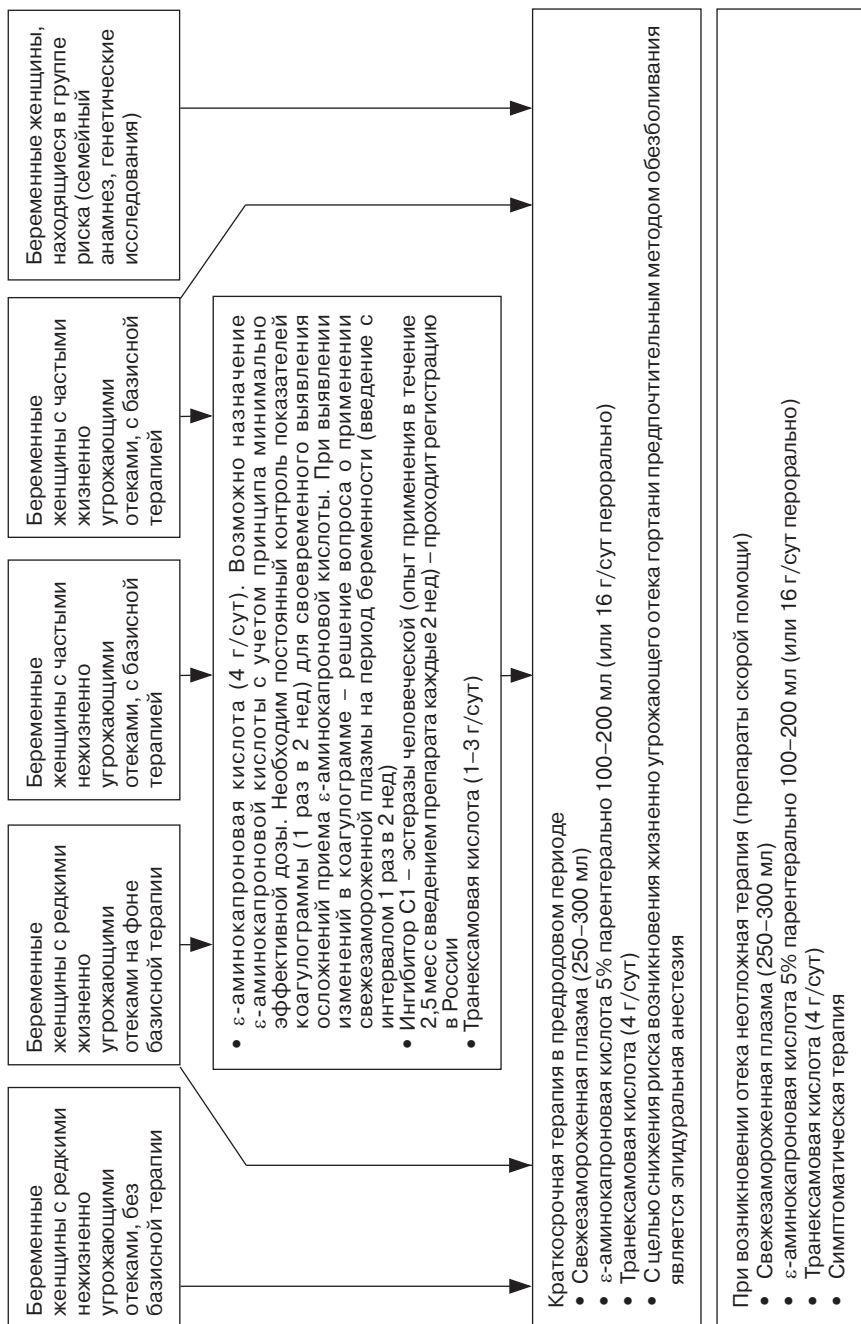 Беременные
женщины с редкими
нежизненно
угрожающими
отеками, без
базисной терапии
Беременные
женщины с редкими
жизненно
угрожающими
отеками на фоне
базисной терапии
Беременные
женщины с частыми
нежизненно
угрожающими
отеками, с базисной
терапией
Беременные
женщины с частыми
жизненно
угрожающими
отеками, с базисной
терапией
Беременные женщины,
находящиеся в группе
риска (семейный
анамнез, генетические
исследования)
• ε-аминокапроновая кислота (4 г/сут). Возможно назначение
ε-аминокапроновой кислоты с учетом принципа минимально
эффективной дозы. Необходим постоянный контроль показателей
коагулограммы (1 раз в 2 нед) для своевременного выявления
осложнений приема ε-аминокапроновой кислоты. При выявлении
изменений в коагулограмме – решение вопроса о применении
свежезамороженной плазмы на период беременности (введение с
интервалом 1 раз в 2 нед)
• Ингибитор С1 – эстеразы человеческой (опыт применения в течение
2,5 мес с введением препарата каждые 2 нед) – проходит регистрацию
в России
• Транексамовая кислота (1–3 г/сут)
Краткосрочная терапия в предродовом периоде
• Свежезамороженная плазма (250–300 мл)
• ε-аминокапроновая кислота 5% парентерально 100–200 мл (или 16 г/сут перорально)
• Транексамовая кислота (4 г/сут)
• С целью снижения риска возникновения жизненно угрожающего отека гортани предпочтительным методом обезболивания
является эпидуральная анестезия
При возникновении отека неотложная терапия (препараты скорой помощи)
• Свежезамороженная плазма (250–300 мл)
• ε-аминокапроновая кислота 5% парентерально 100–200 мл (или 16 г/сут перорально)
• Транексамовая кислота (4 г/сут)
• Симптоматическая терапия